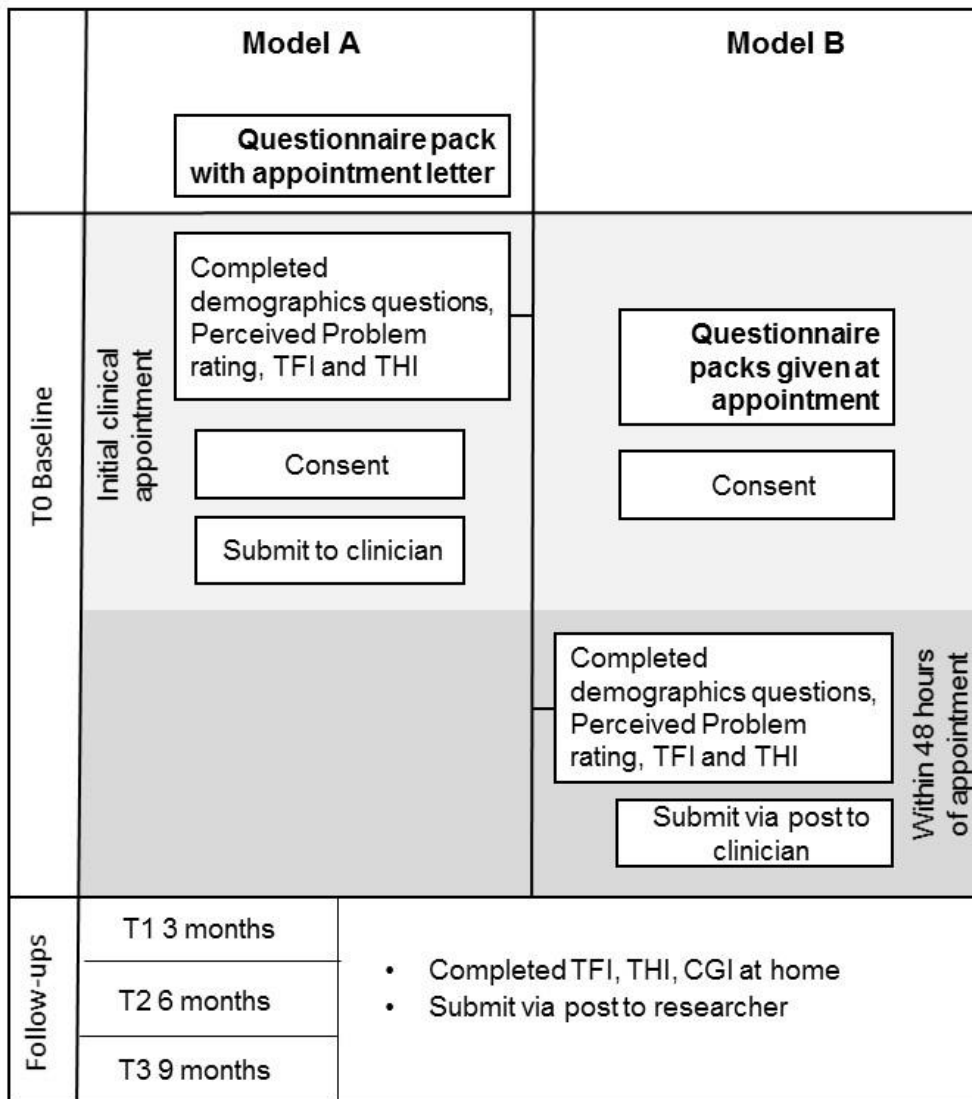 Model A
Model B
Questionnaire pack
with appointment letter
T0 Baseline
Initial clinical
appointment
Completed
demographics questions,
Perceived Problem
rating, TFI and THI
Consent
Submit to clinician
Questionnaire
packs given at
appointment
Consent
Completed
demographics questions,
Perceived Problem
rating, TFI and THI
Submit via post to
clinician
Within 48 hours
of appointment
Follow-ups
T1 3 months
T2 6 months
T3 9 months
• Completed TFI, THI, CGI at home
• Submit via post to researcher